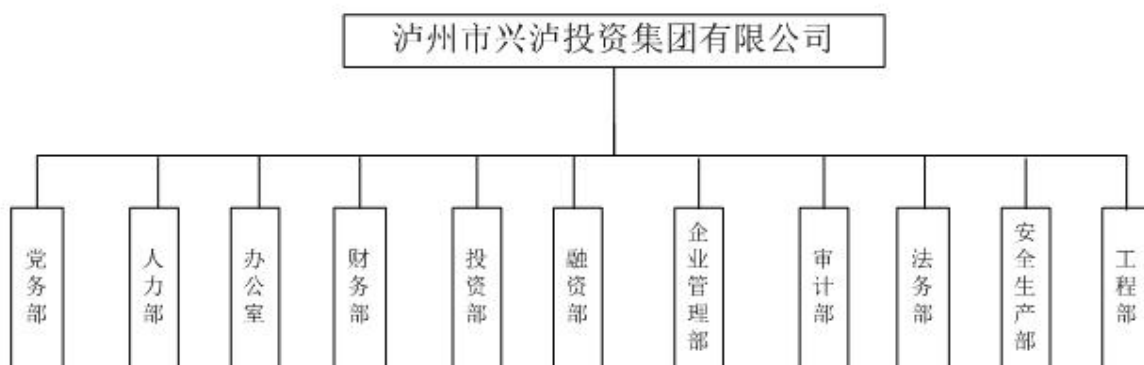 泸州市兴泸投资集团有限公司
党务部
人力部
办公室
财务部
投资部
融资部
企业管理部
审计部
法务部
安全生产部
工程部